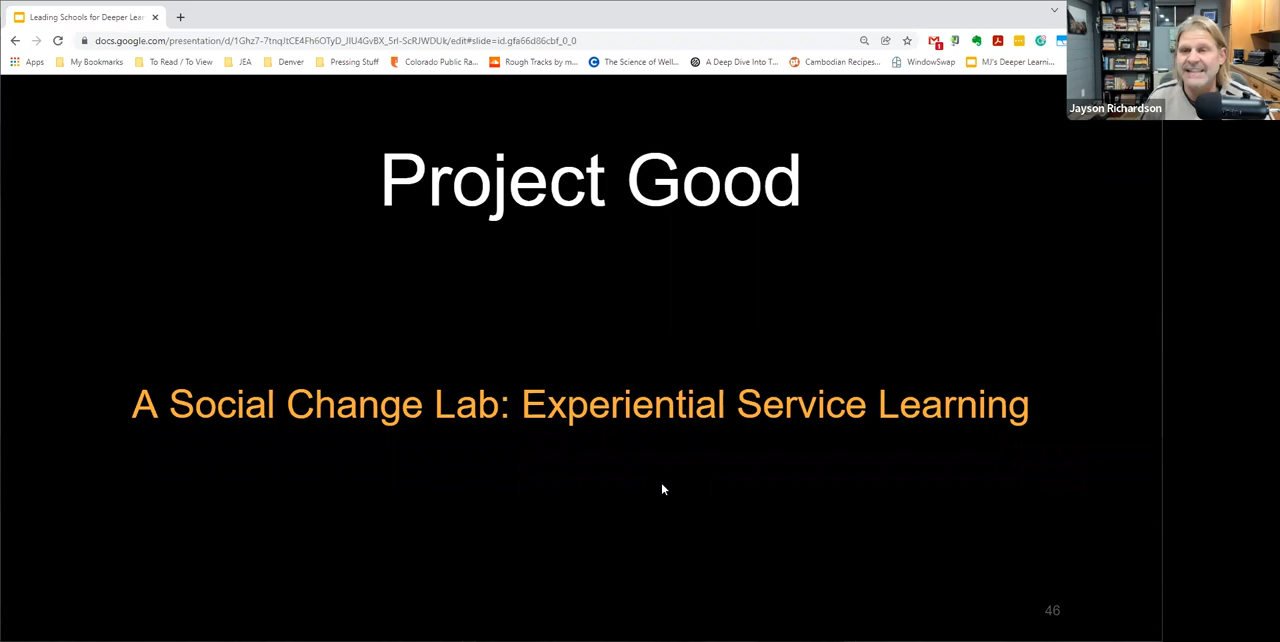 Leading Schools for Deeper Lear
docs.google.com/presentation/d/1Ghz7-7tnqJtCE4Fh6OTyD_JIU4GvBX_5rI-ScRJWDUk/edit#slide=id.gfa66d86cbf_0_0
Apps My Bookmarks To Read / To View JEA Denver Pressing Stuff Colorado Public Ra... Rough Tracks by m... The Science of Well... A Deep Dive Into T... Cambodian Recipes... WindowSwap MJ's Deeper Learni...
Jayson Richardson
Project Good
A Social Change Lab: Experiential Service Learning
46